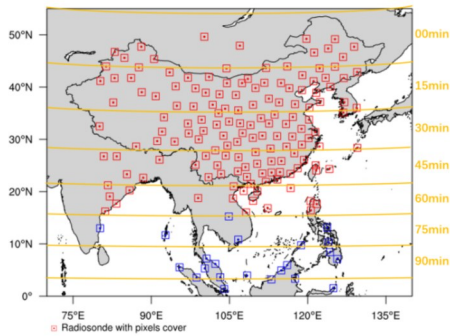 50°N
00min
40°N
15min
30°N
30min
45min
20°N
60min
75min
10°N
90min
0°
75°E 90°E 105°E 120°E 135°E
Radiosonde with pixels cover